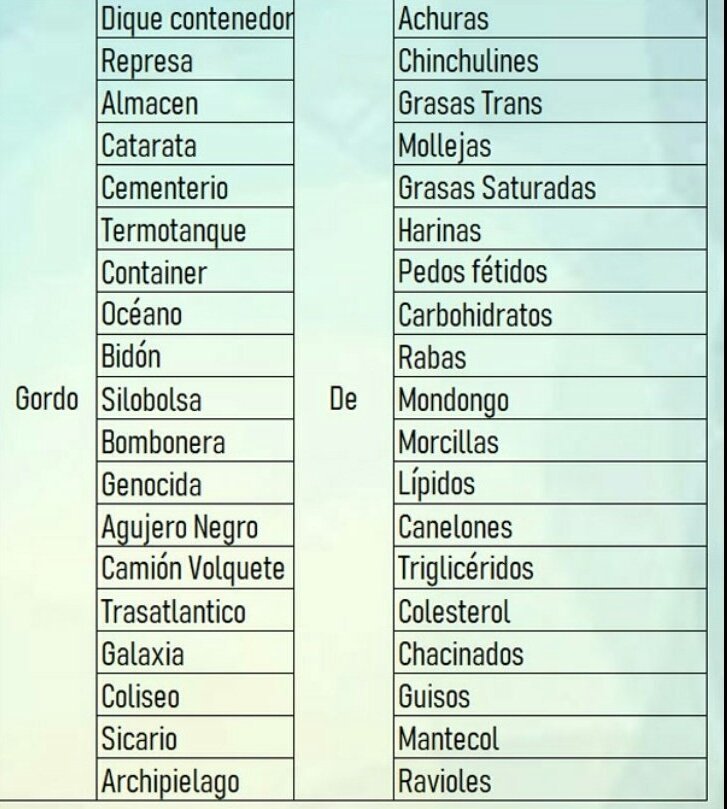 Dique contenedor Achuras
Represa Chinchulines
Almacen Grasas Trans
Catarata Mollejas
Cementerio Grasas Saturadas
Termotanque Harinas
Container Pedos fétidos
Océano Carbohidratos
Bidón Rabas
Gordo Silobolsa De Mondongo
Bombonera Morcillas
Genocida Lípidos
Agujero Negro Canelones
Camión Volquete Triglicéridos
Trasatlantico Colesterol
Galaxia Chacinados
Coliseo Guisos
Sicario Mantecol
Archipielago Ravioles